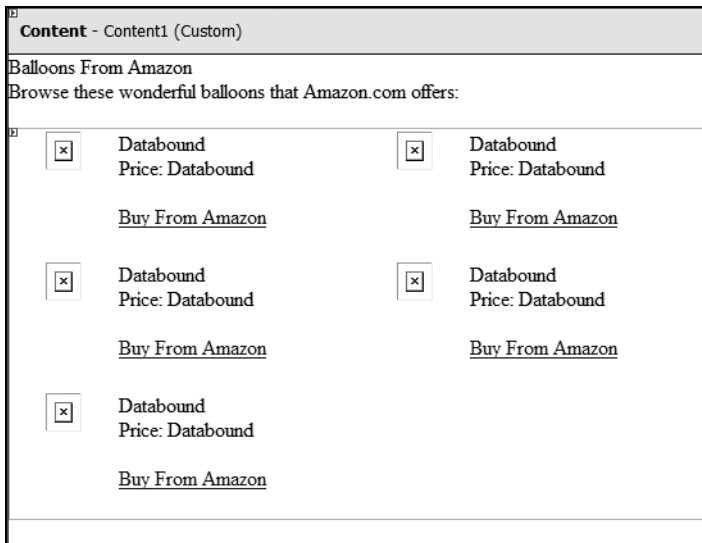 Content - Content1 (Custom)
Balloons From Amazon
Browse these wonderful balloons that Amazon.com offers:
Databound
Price: Databound
Buy From Amazon
Databound
Price: Databound
Buy From Amazon
Databound
Price: Databound
Buy From Amazon
Databound
Price: Databound
Buy From Amazon
Databound
Price: Databound
Buy From Amazon